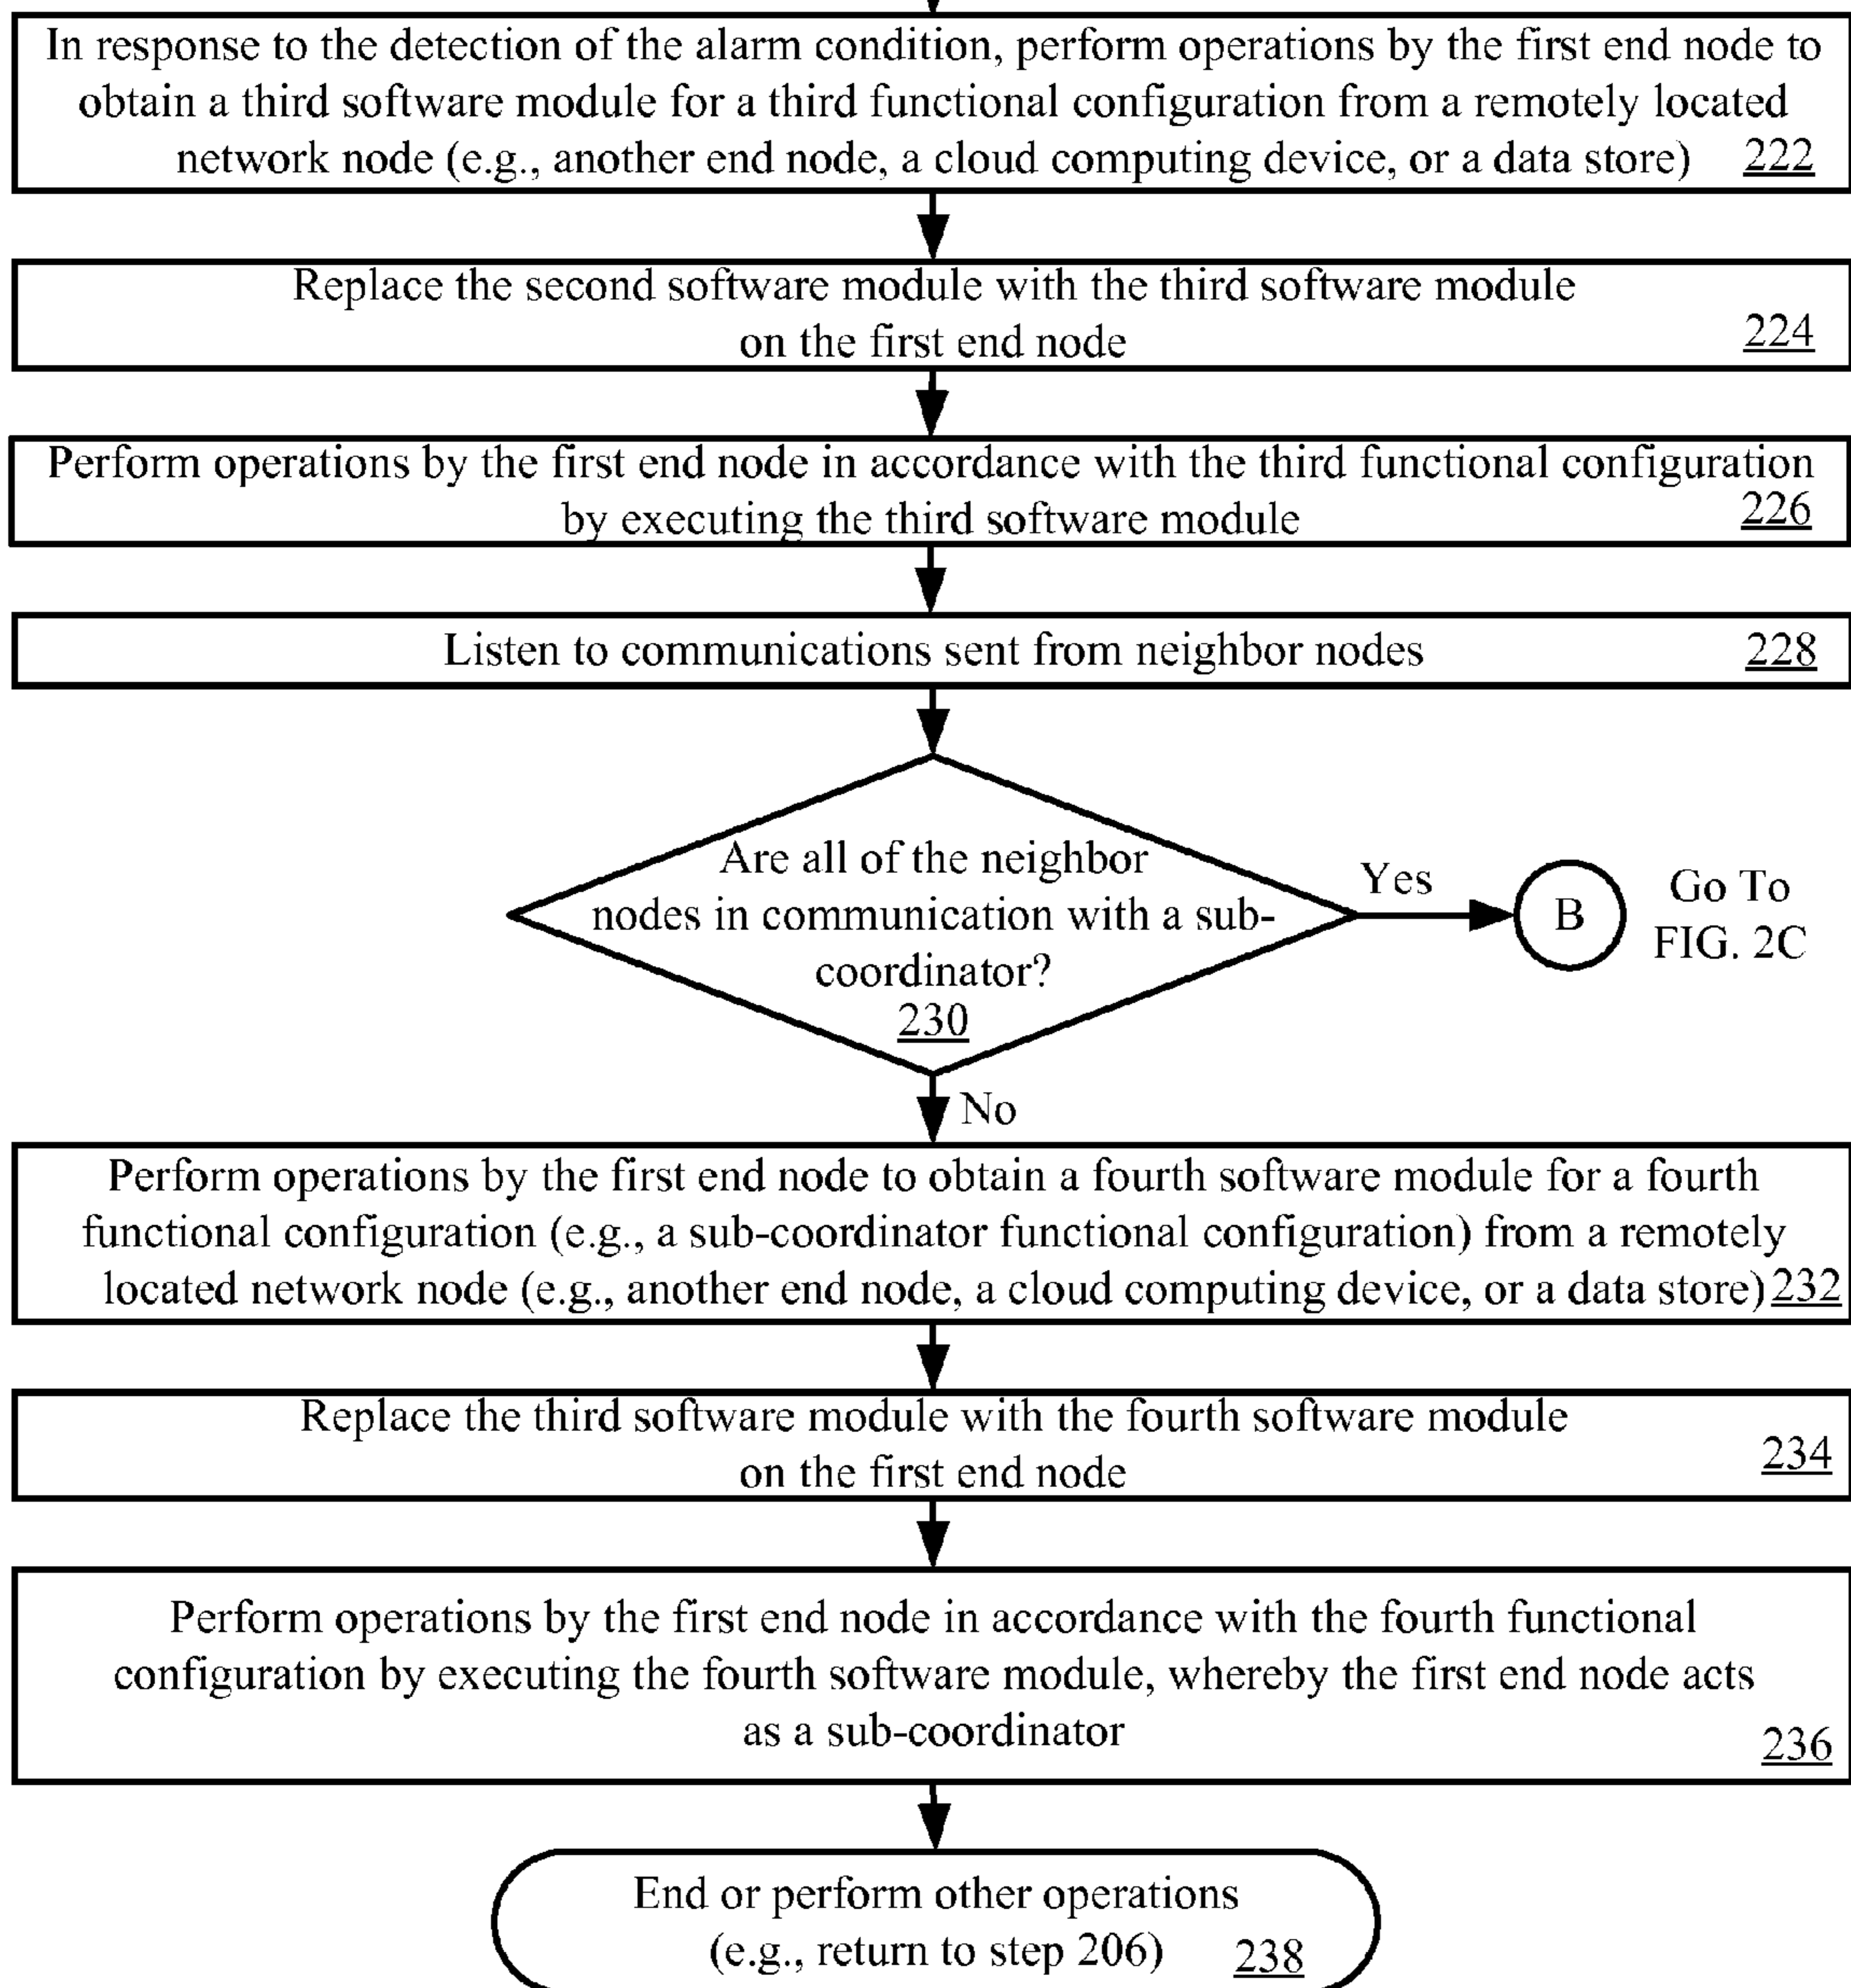 In response to the detection of the alarm condition, perform operations by the first end node to
obtain a third software module for a third functional configuration from a remotely located
network node (e.g., another end node, a cloud computing device, or a data store) 222
Replace the second software module with the third software module
on the first end node 224
Perform operations by the first end node in accordance with the third functional configuration
by executing the third software module 226
Listen to communications sent from neighbor nodes 228
Are all of the neighbor
nodes in communication with a sub-
coordinator?
230
Yes
B
Go To
FIG. 2C
No
Perform operations by the first end node to obtain a fourth software module for a fourth
functional configuration (e.g., a sub-coordinator functional configuration) from a remotely
located network node (e.g., another end node, a cloud computing device, or a data store) 232
Replace the third software module with the fourth software module
on the first end node 234
Perform operations by the first end node in accordance with the fourth functional
configuration by executing the fourth software module, whereby the first end node acts
as a sub-coordinator 236
End or perform other operations
(e.g., return to step 206) 238